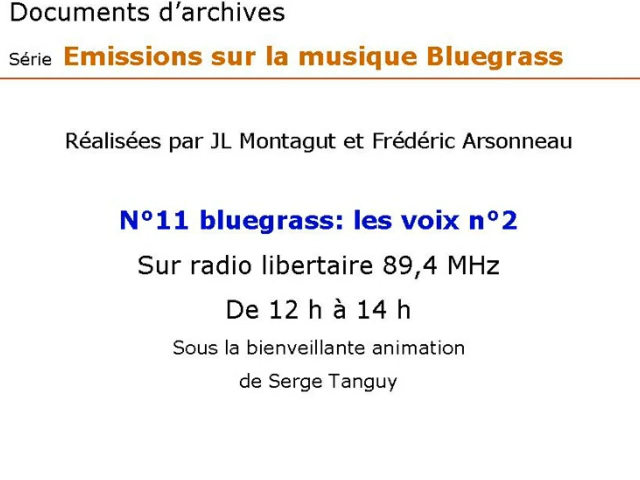 Documents d’archives
Série Emissions sur la musique Bluegrass
Réalisées par JL Montagut et Frédéric Arsonneau
N°11 bluegrass: les voix n°2
Sur radio libertaire 89,4 MHz
De 12 h à 14 h
Sous la bienveillante animation
de Serge Tanguy